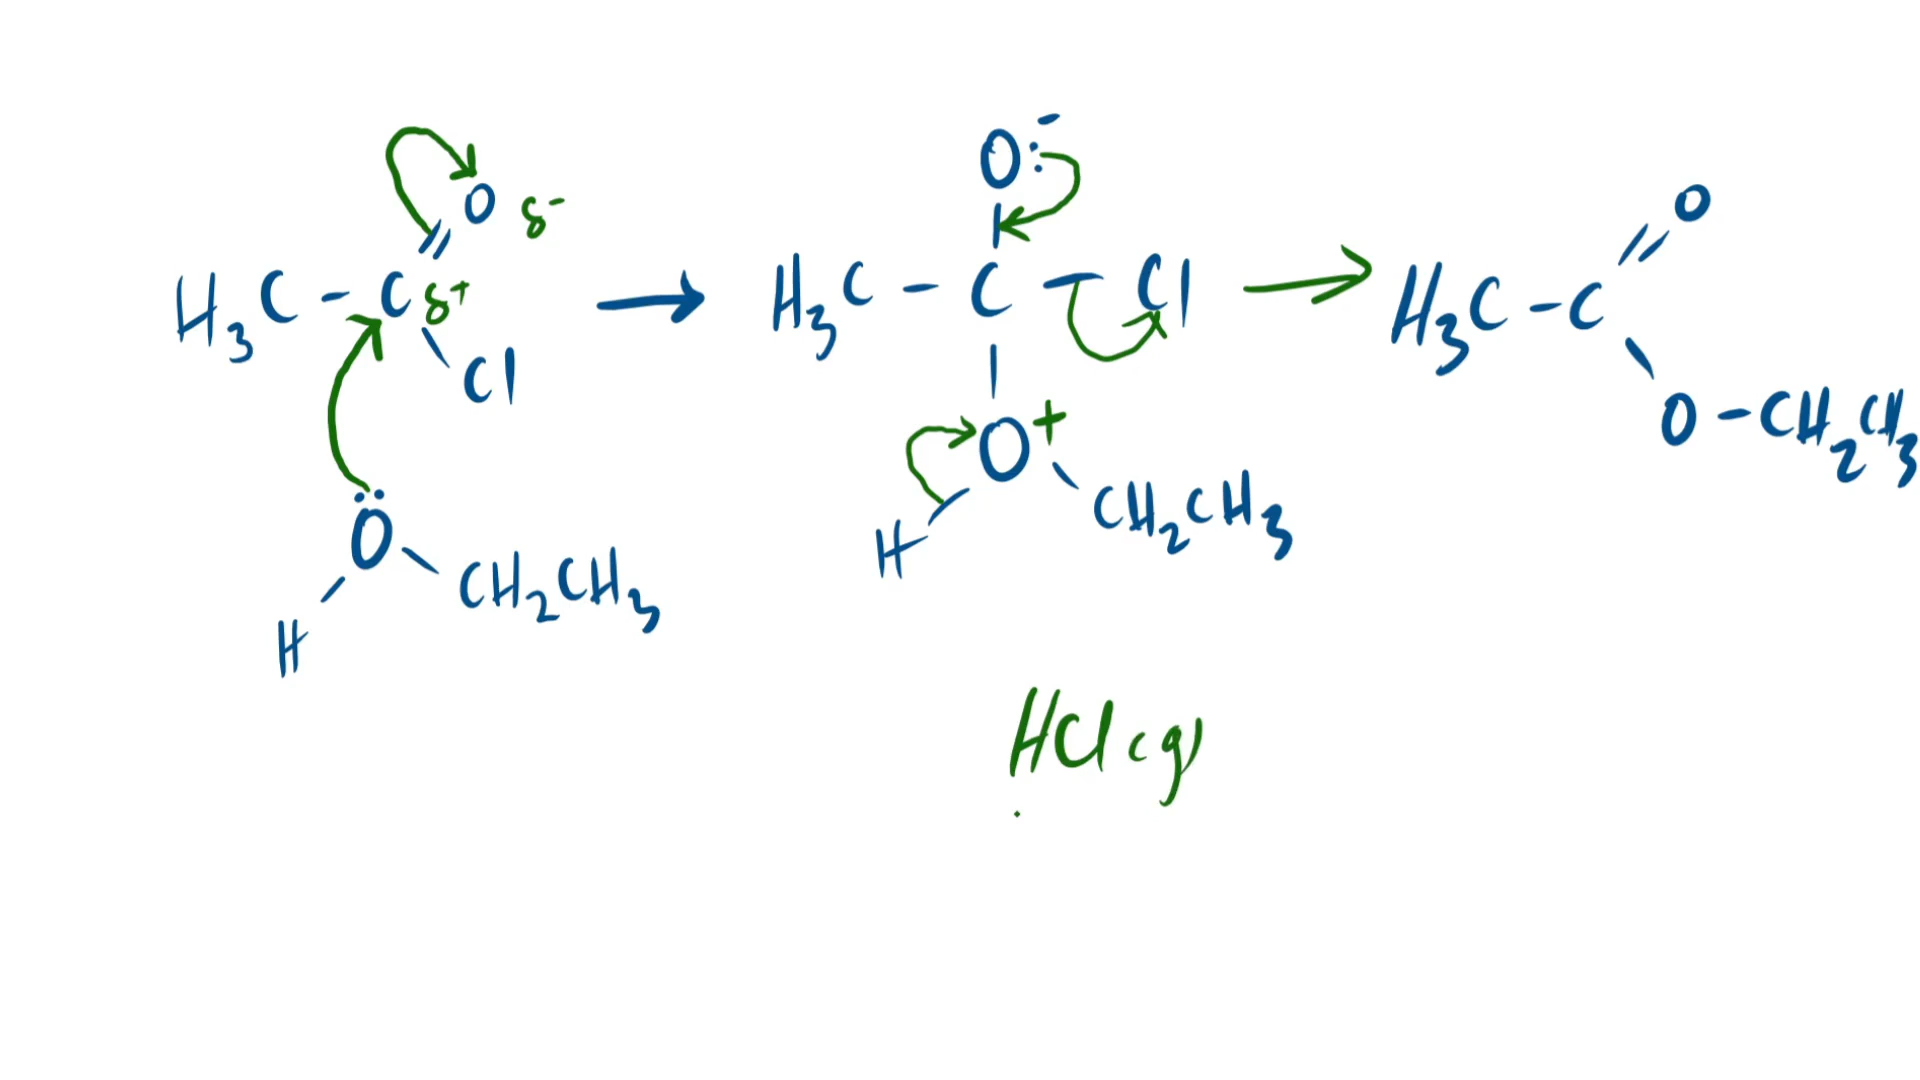 O δ-
H3C - C δ+
Cl
:O
H
CH2CH3
O:-
H3C - C - Cl
O+
H
CH2CH3
O
H3C - C
O - CH2CH3
HCl(g)